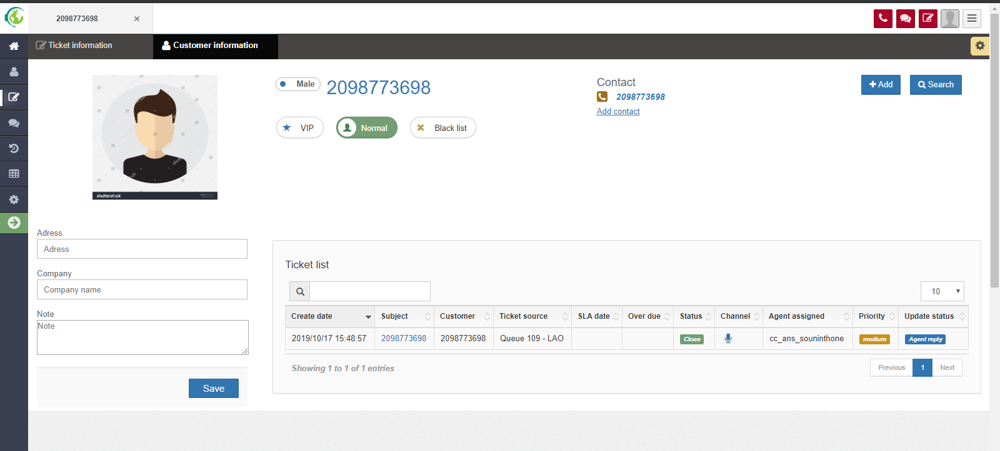 2098773698 ×
Ticket information
Customer information
Male 2098773698
VIP Normal Black list
Contact
2098773698
Add contact
Add Search
shutterstock
Adress
Adress
Company
Company name
Note
Note
Save
Ticket list
10
Create date Subject Customer Ticket source SLA date Over due Status Channel Agent assigned Priority Update status
2019/10/17 15:48:57 2098773698 2098773698 Queue 109 - LAO Close cc_ans_souninthone medium Agent reply
Showing 1 to 1 of 1 entries
Previous 1 Next